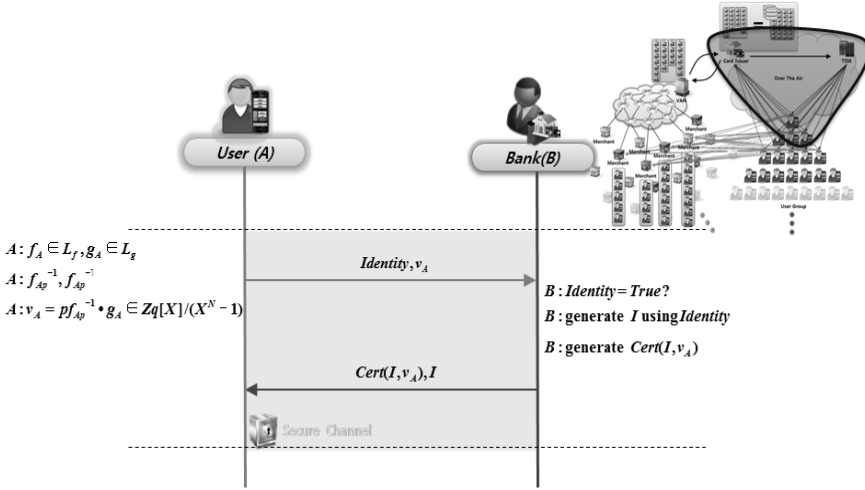 Card Issuer
TSM
Over The Air
VAN
Merchant
Merchant
Merchant
Merchant
Merchant
Merchant
User Group
User (A)
Bank(B)
A : f_A ∈ L_f, g_A ∈ L_g
A : f_Ap⁻¹, f_Ap⁻¹
A : v_A = pf_Ap⁻¹ • g_A ∈ Zq[X]/(X^N − 1)
Identity, v_A
B : Identity = True?
B : generate I using Identity
B : generate Cert(I, v_A)
Cert(I, v_A), I
Secure Channel